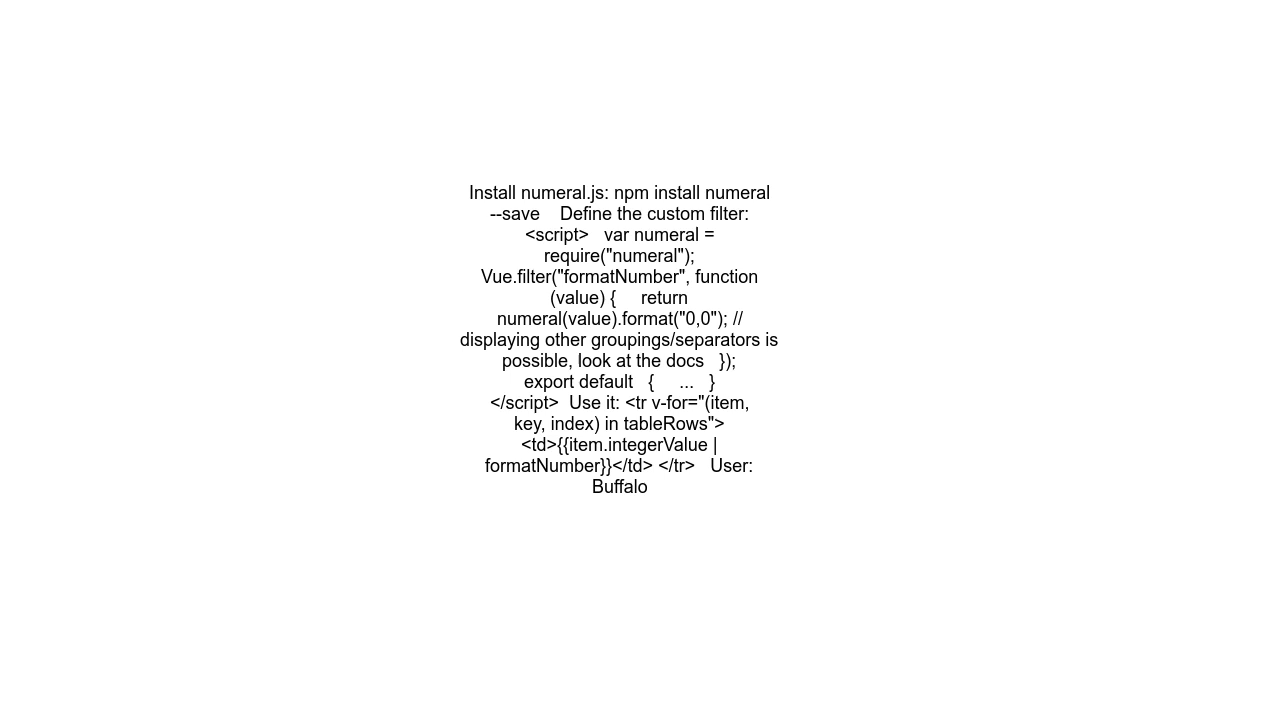 Install numeral.js: npm install numeral
--save    Define the custom filter:
<script>   var numeral =
require("numeral");
Vue.filter("formatNumber", function
(value) {     return
numeral(value).format("0,0"); //
displaying other groupings/separators is
possible, look at the docs   });
export default   {     ...   }
</script>  Use it: <tr v-for="(item,
key, index) in tableRows">
<td>{{item.integerValue |
formatNumber}}</td> </tr>   User:
Buffalo